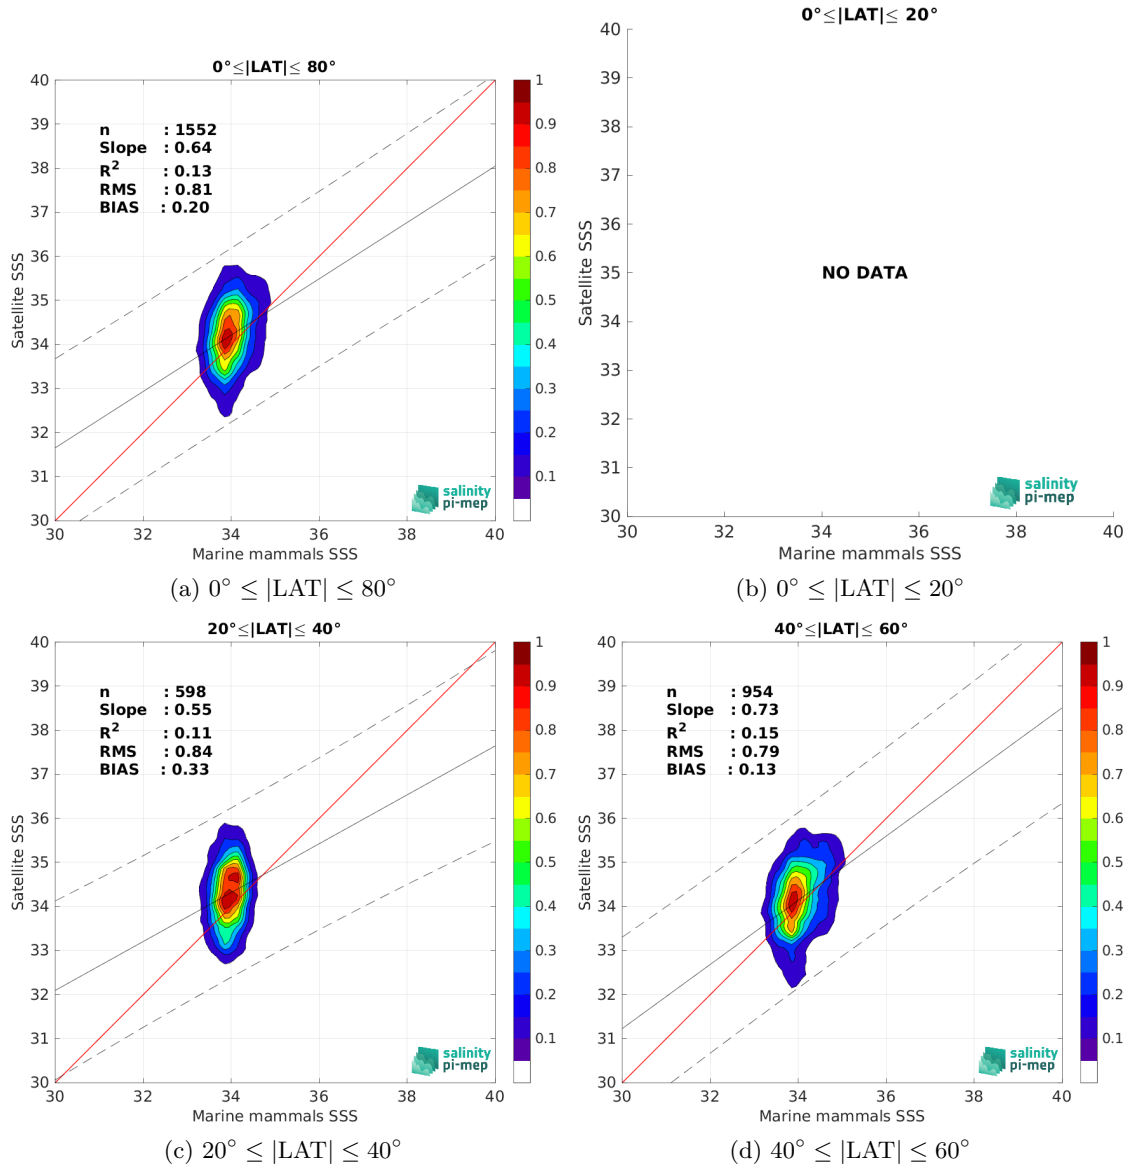 0°≤|LAT|≤ 80°
40
39
38
37
36
35
34
33
32
31
30
30 32 34 36 38 40
Satellite SSS
Marine mammals SSS
n : 1552
Slope : 0.64
R² : 0.13
RMS : 0.81
BIAS : 0.20
salinity
pi-mep
1
0.9
0.8
0.7
0.6
0.5
0.4
0.3
0.2
0.1
(a) 0° ≤ |LAT| ≤ 80°
0°≤|LAT|≤ 20°
40
39
38
37
36
35
34
33
32
31
30
30 32 34 36 38 40
Satellite SSS
Marine mammals SSS
NO DATA
salinity
pi-mep
(b) 0° ≤ |LAT| ≤ 20°
20°≤|LAT|≤ 40°
40
39
38
37
36
35
34
33
32
31
30
30 32 34 36 38 40
Satellite SSS
Marine mammals SSS
n : 598
Slope : 0.55
R² : 0.11
RMS : 0.84
BIAS : 0.33
salinity
pi-mep
1
0.9
0.8
0.7
0.6
0.5
0.4
0.3
0.2
0.1
(c) 20° ≤ |LAT| ≤ 40°
40°≤|LAT|≤ 60°
40
39
38
37
36
35
34
33
32
31
30
30 32 34 36 38 40
Satellite SSS
Marine mammals SSS
n : 954
Slope : 0.73
R² : 0.15
RMS : 0.79
BIAS : 0.13
salinity
pi-mep
1
0.9
0.8
0.7
0.6
0.5
0.4
0.3
0.2
0.1
(d) 40° ≤ |LAT| ≤ 60°